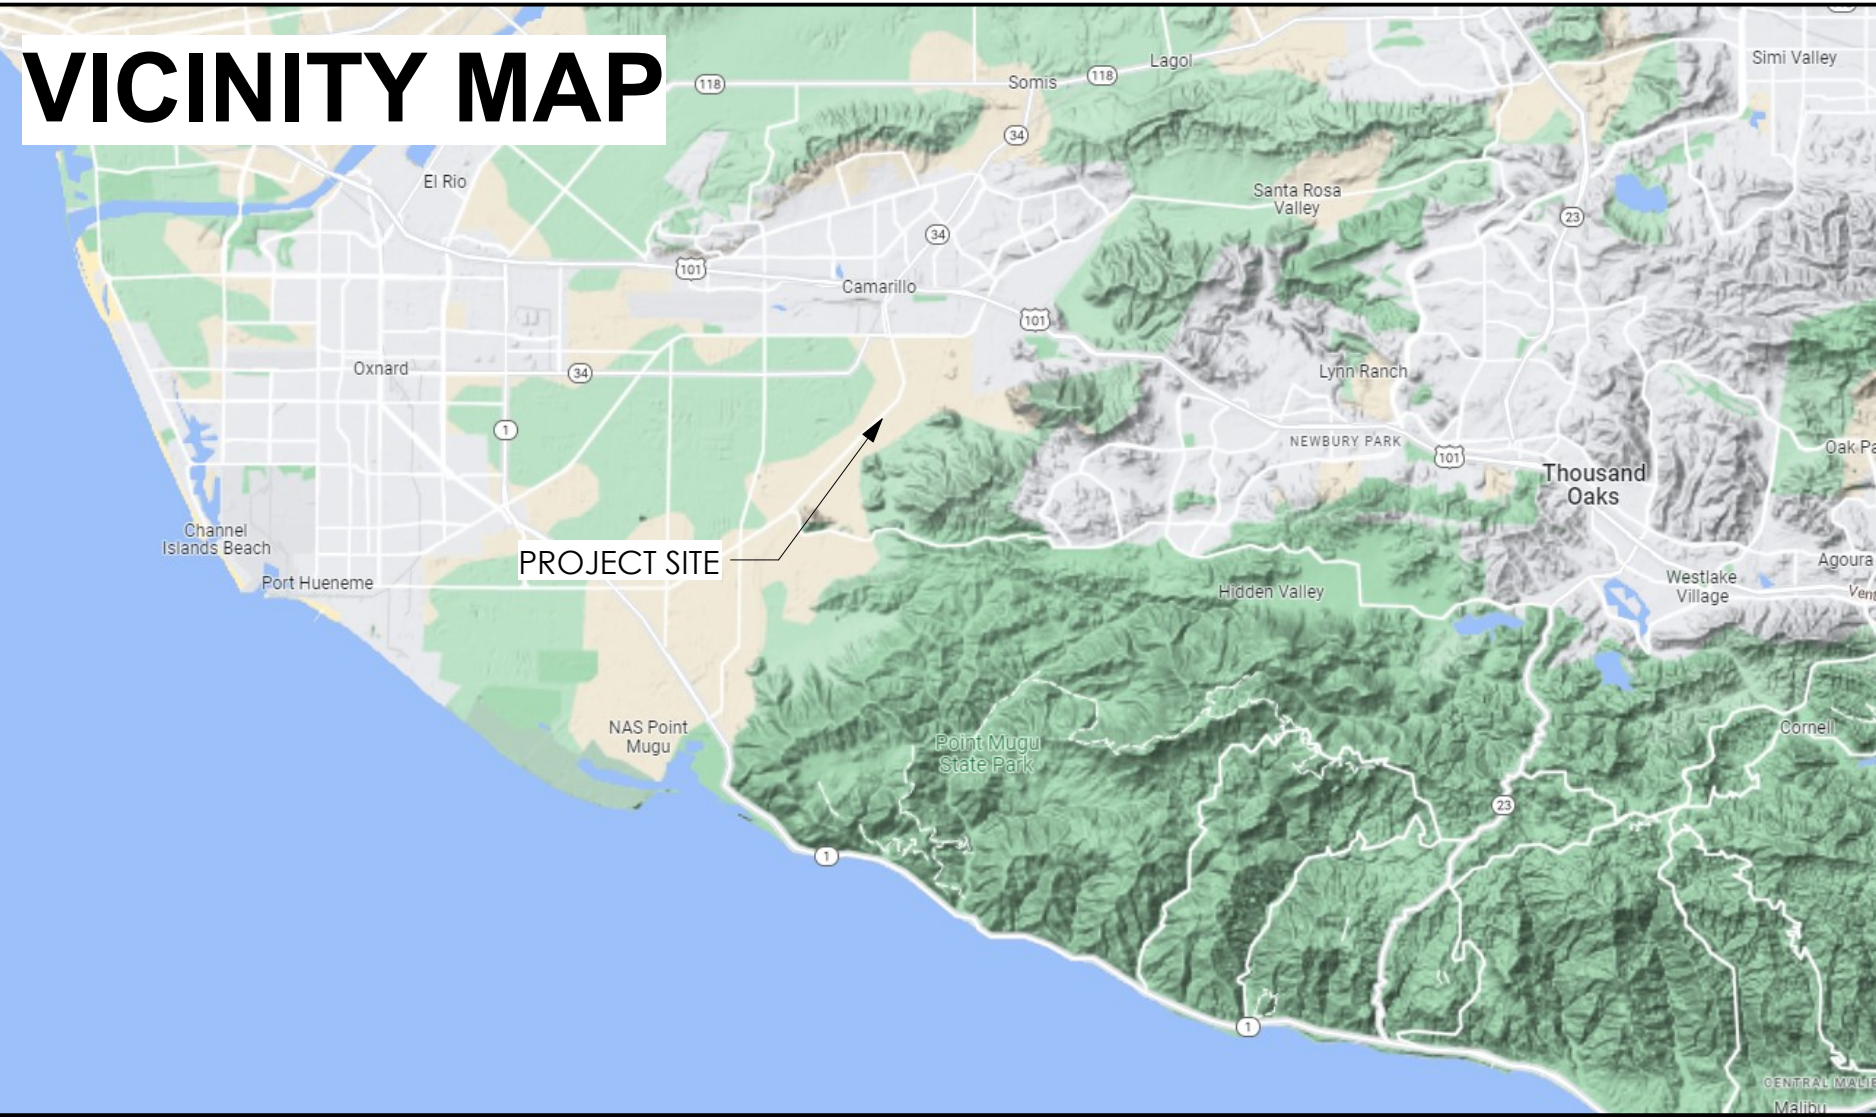 VICINITY MAP
118
Somis
118
Lagol
Simi Valley
34
El Rio
Santa Rosa
Valley
23
34
101
Camarillo
101
Oxnard
34
Lynn Ranch
1
NEWBURY PARK
101
Thousand
Oaks
Oak Pa
Channel
Islands Beach
PROJECT SITE
Port Hueneme
Hidden Valley
Westlake
Village
Agoura
Vent
NAS Point
Mugu
Point Mugu
State Park
Cornell
23
1
1
CENTRAL MALIB
Malibu